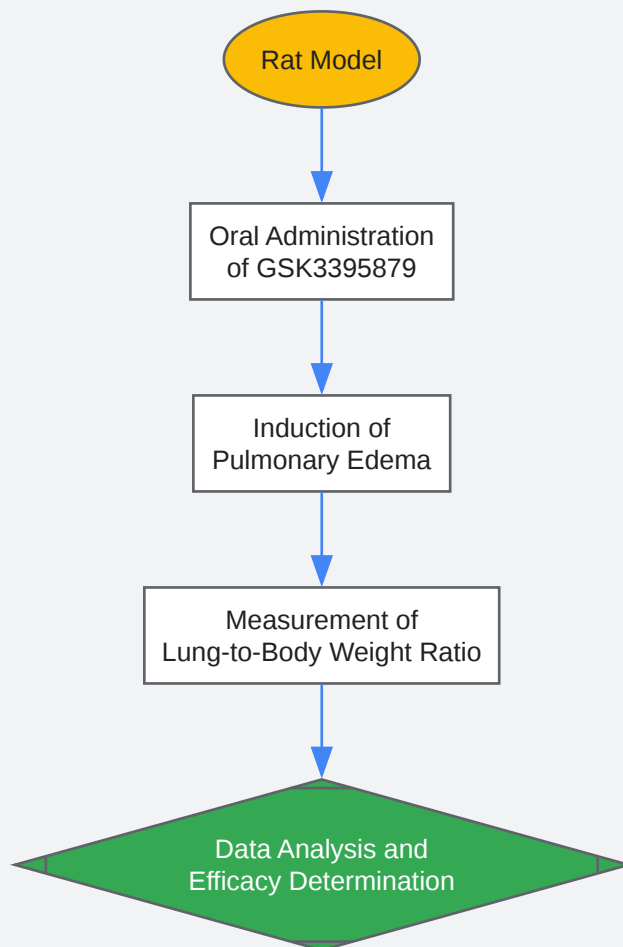 Rat Model
Oral Administration
of GSK3395879
Induction of
Pulmonary Edema
Measurement of
Lung-to-Body Weight Ratio
Data Analysis and
Efficacy Determination